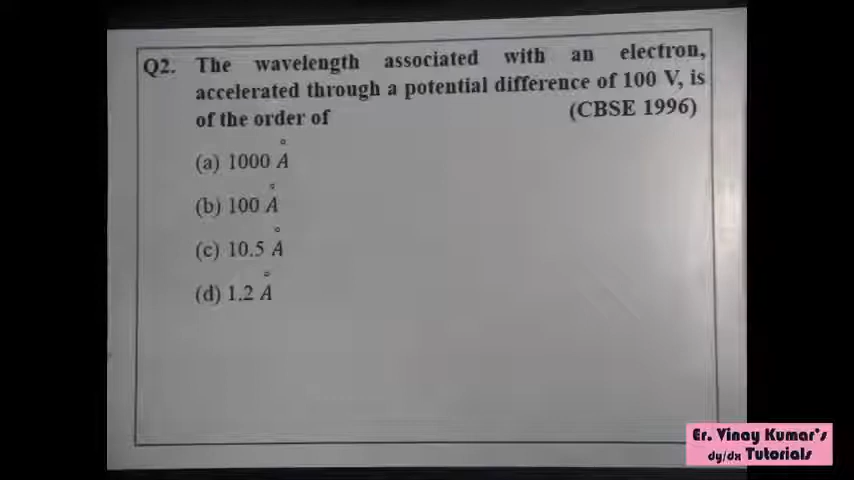 Q2. The wavelength associated with an electron,
accelerated through a potential difference of 100 V, is
of the order of (CBSE 1996)
(a) 1000 Å
(b) 100 Å
(c) 10.5 Å
(d) 1.2 Å
Er. Vinay Kumar's
dy/dx Tutorials